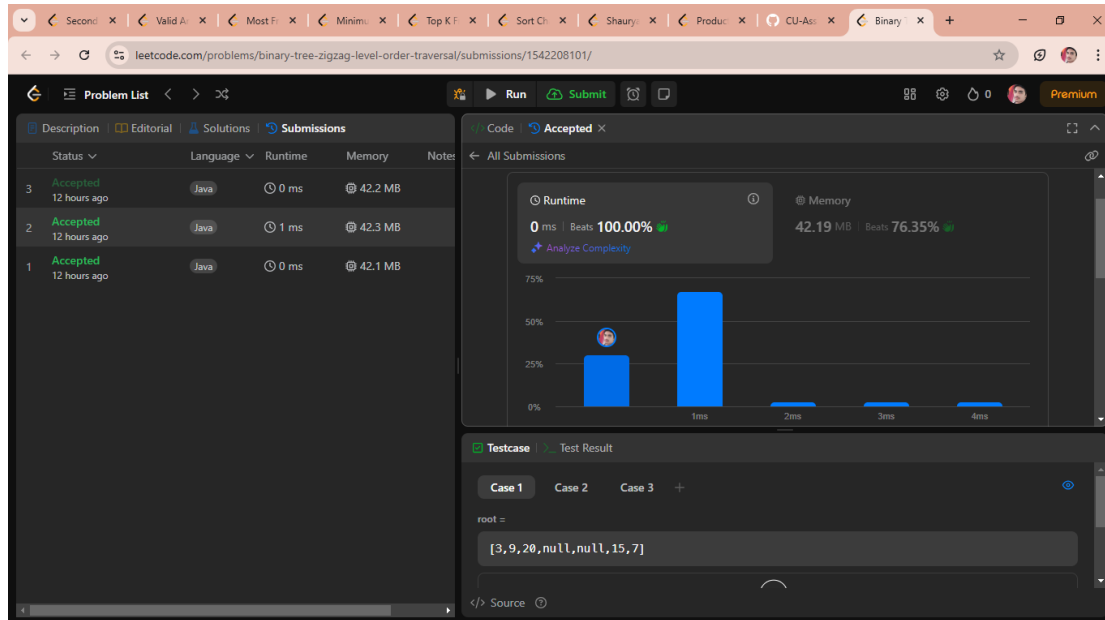 Second Valid A Most F Minimu Top K F Sort Ch Shaury Produc CU-Ass Binary
leetcode.com/problems/binary-tree-zigzag-level-order-traversal/submissions/1542208101/
Problem List Run Submit 0 Premium
Description | Editorial | Solutions | Submissions
Status Language Runtime Memory Notes
3 Accepted Java 0 ms 42.2 MB
12 hours ago
2 Accepted Java 1 ms 42.3 MB
12 hours ago
1 Accepted Java 0 ms 42.1 MB
12 hours ago
</> Code | Accepted
All Submissions
Runtime Memory
0 ms | Beats 100.00% 42.19 MB | Beats 76.35%
Analyze Complexity
75%
50%
25%
0%
1ms 2ms 3ms 4ms
Testcase | >_ Test Result
Case 1 Case 2 Case 3 +
root =
[3,9,20,null,null,15,7]
</> Source